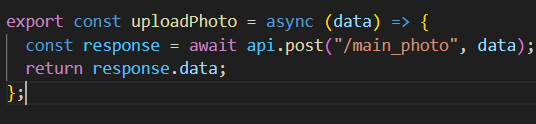 export const uploadPhoto = async (data) => {
  const response = await api.post("/main_photo", data);
  return response.data;
};